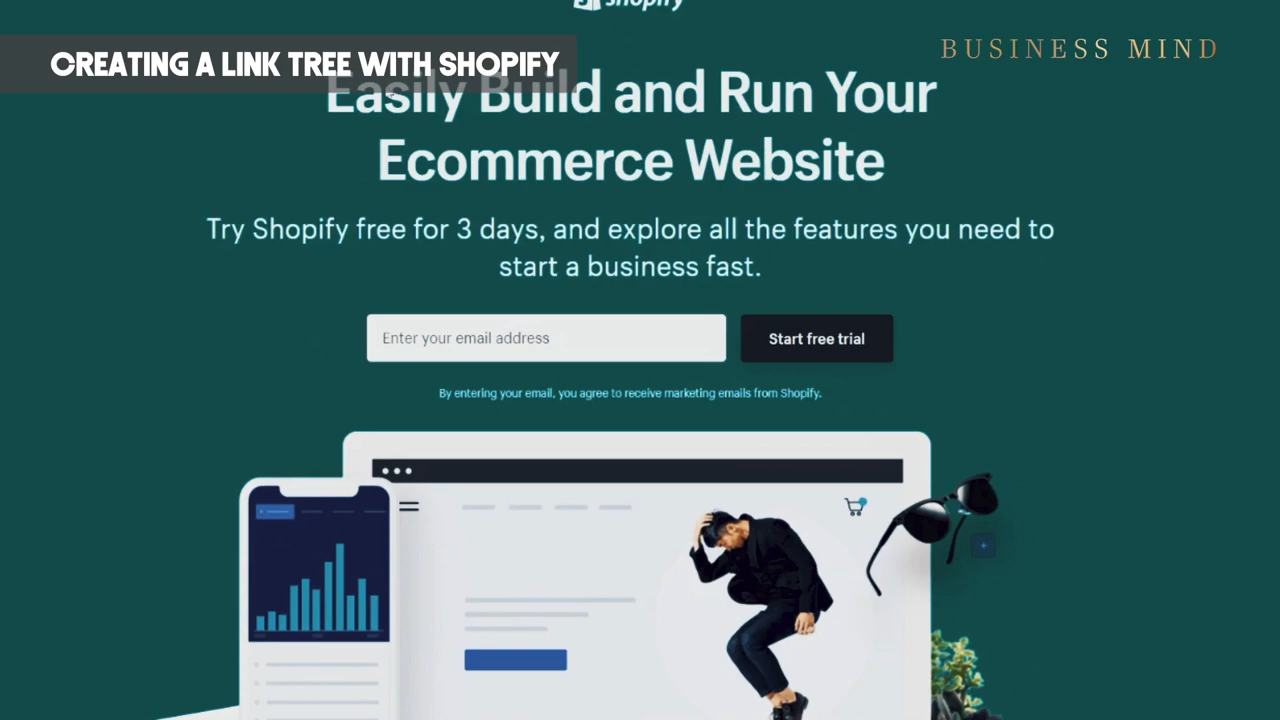 shopify
CREATING A LINK TREE WITH SHOPIFY
BUSINESS MIND
Easily Build and Run Your
Ecommerce Website
Try Shopify free for 3 days, and explore all the features you need to
start a business fast.
Enter your email address
Start free trial
By entering your email, you agree to receive marketing emails from Shopify.